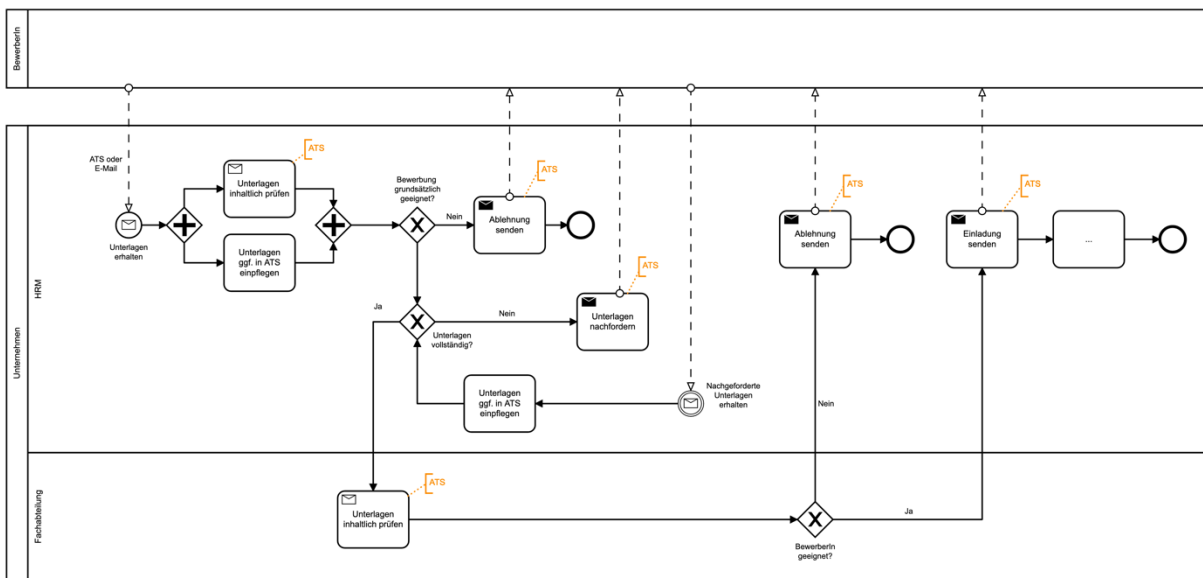 BewerberIn
Unternehmen
HRM
Fachabteilung
ATS oder
E-Mail
Unterlagen
erhalten
Unterlagen
inhaltlich prüfen
ATS
Unterlagen
ggf. in ATS
einpflegen
Bewerbung
grundsätzlich
geeignet?
Nein
Ablehnung
senden
ATS
Ja
Unterlagen
vollständig?
Nein
Unterlagen
nachfordern
ATS
Unterlagen
ggf. in ATS
einpflegen
Nachgeforderte
Unterlagen
erhalten
Unterlagen
inhaltlich prüfen
ATS
BewerberIn
geeignet?
Nein
Ablehnung
senden
ATS
Ja
Einladung
senden
ATS
...